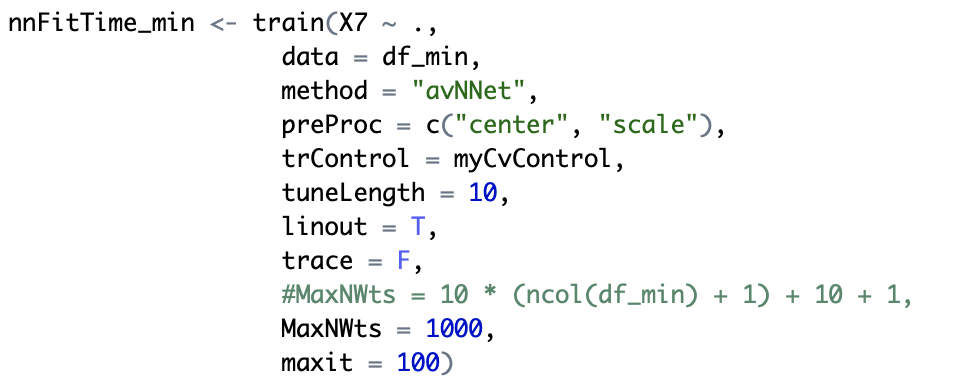 nnFitTime_min <- train(X7 ~ .,
data = df_min,
method = "avNNet",
preProc = c("center", "scale"),
trControl = myCvControl,
tuneLength = 10,
linout = T,
trace = F,
#MaxNWts = 10 * (ncol(df_min) + 1) + 10 + 1,
MaxNWts = 1000,
maxit = 100)